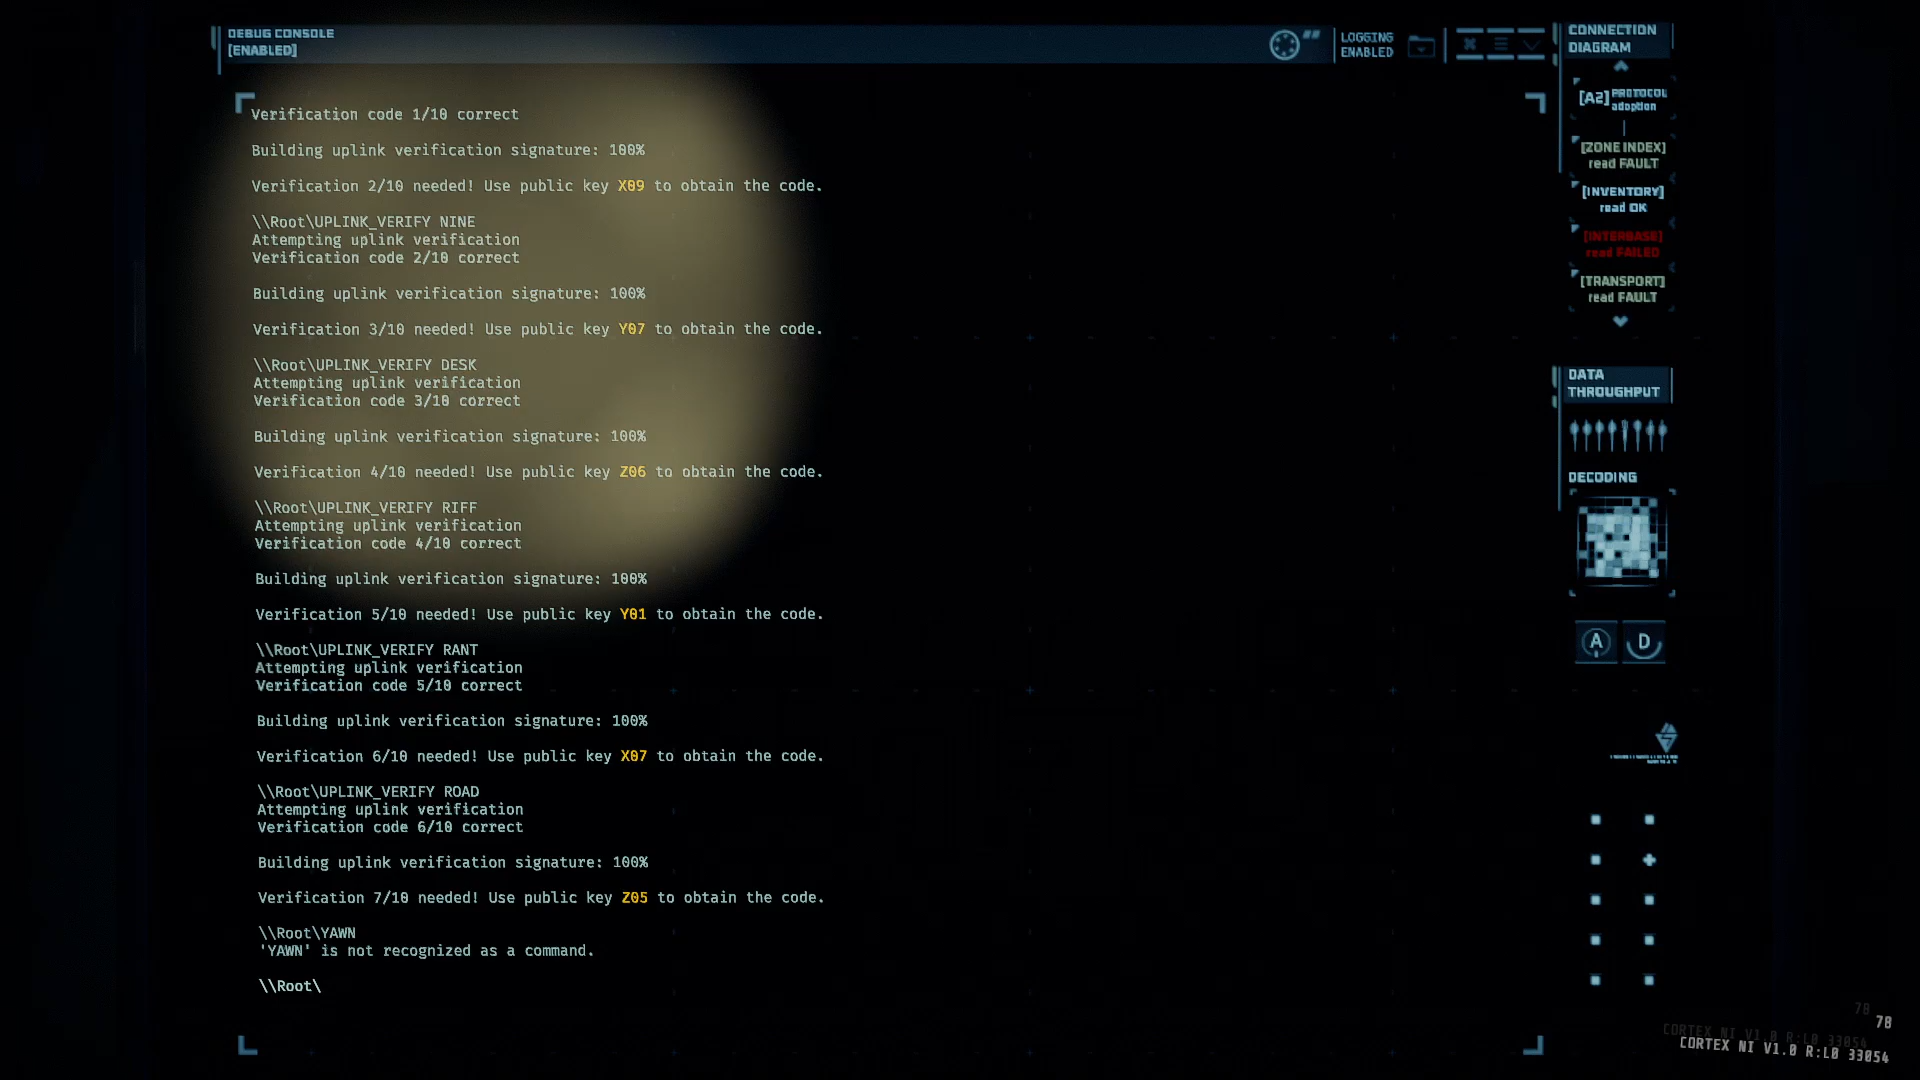 DEBUG CONSOLE
[ENABLED]
LOGGING
ENABLED
Verification code 1/10 correct
Building uplink verification signature: 100%
Verification 2/10 needed! Use public key X09 to obtain the code.
\\Root\UPLINK_VERIFY NINE
Attempting uplink verification
Verification code 2/10 correct
Building uplink verification signature: 100%
Verification 3/10 needed! Use public key Y07 to obtain the code.
\\Root\UPLINK_VERIFY DESK
Attempting uplink verification
Verification code 3/10 correct
Building uplink verification signature: 100%
Verification 4/10 needed! Use public key Z06 to obtain the code.
\\Root\UPLINK_VERIFY RIFF
Attempting uplink verification
Verification code 4/10 correct
Building uplink verification signature: 100%
Verification 5/10 needed! Use public key Y01 to obtain the code.
\\Root\UPLINK_VERIFY RANT
Attempting uplink verification
Verification code 5/10 correct
Building uplink verification signature: 100%
Verification 6/10 needed! Use public key X07 to obtain the code.
\\Root\UPLINK_VERIFY ROAD
Attempting uplink verification
Verification code 6/10 correct
Building uplink verification signature: 100%
Verification 7/10 needed! Use public key Z05 to obtain the code.
\\Root\YAWN
'YAWN' is not recognized as a command.
\\Root\
CONNECTION
DIAGRAM
[A2] PROTOCOL
adoption
[ZONE INDEX]
read FAULT
[INVENTORY]
read OK
[INTERBASE]
read FAILED
[TRANSPORT]
read FAULT
DATA
THROUGHPUT
DECODING
A D
78
CORTEX NI V1.0 R:L0 33054